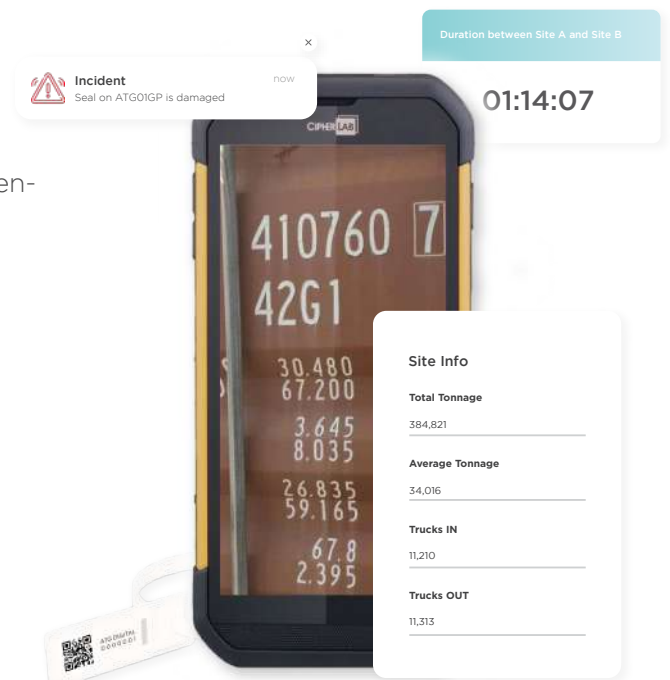 Duration between Site A and Site B
01:14:07
Incident
now
Seal on ATG01GP is damaged
en-
CIPHERLAB
410760 7
42G1
30.480
67.200
3.645
8.035
26.835
59.165
67.8
2.395
Site Info
Total Tonnage
384,821
Average Tonnage
34,016
Trucks IN
11,210
Trucks OUT
11,313
ATG DIGITAL